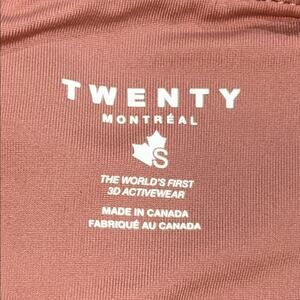 TWENTY
MONTRÉAL
S
THE WORLD'S FIRST
3D ACTIVEWEAR
MADE IN CANADA
FABRIQUÉ AU CANADA